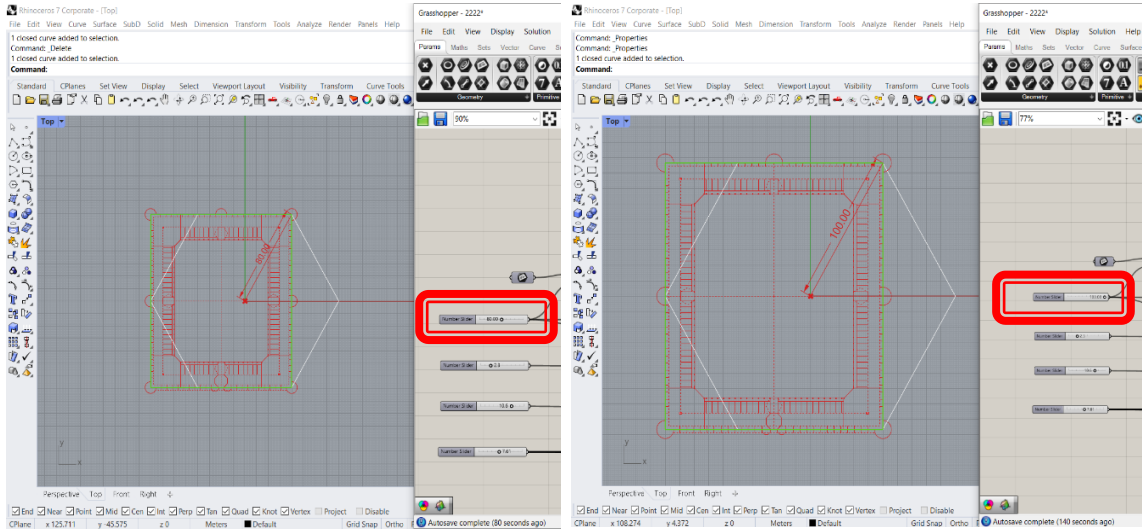 Rhinoceros 7 Corporate - [Top]
File Edit View Curve Surface SubD Solid Mesh Dimension Transform Tools Analyze Render Panels Help
1 closed curve added to selection.
Command: _Delete
1 closed curve added to selection.
Command:
Standard CPlanes Set View Display Select Viewport Layout Visibility Transform Curve Tools
Top
80.00
y
x
Perspective Top Front Right
End Near Point Mid Cen Int Perp Tan Quad Knot Vertex Project Disable
CPlane x 125.711 y -45.575 z 0 Meters Default Grid Snap Ortho
Grasshopper - 2222*
File Edit View Display Solution
Params Maths Sets Vector Curve
Geometry Primitive
90%
Number Slider 80.00
Number Slider 2.8
Number Slider
Number Slider
Autosave complete (80 seconds ago)
Rhinoceros 7 Corporate - [Top]
File Edit View Curve Surface SubD Solid Mesh Dimension Transform Tools Analyze Render Panels Help
Command: _Properties
Command: _Properties
1 closed curve added to selection.
Command:
Standard CPlanes Set View Display Select Viewport Layout Visibility Transform Curve Tools
Top
100.00
y
x
Perspective Top Front Right
End Near Point Mid Cen Int Perp Tan Quad Knot Vertex Project Disable
CPlane x 108.274 y 4.372 z 0 Meters Default Grid Snap Ortho
Grasshopper - 2222*
File Edit View Display Solution Help
Params Maths Sets Vector Curve Surface
Geometry Primitive
77%
Number Slider
Number Slider
Number Slider
Number Slider
Autosave complete (140 seconds ago)